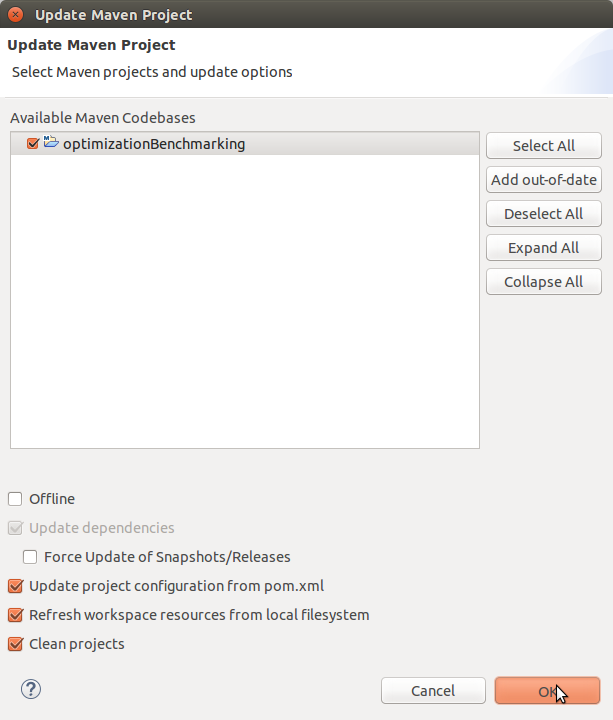 Update Maven Project
Update Maven Project
Select Maven projects and update options
Available Maven Codebases
optimizationBenchmarking
Select All
Add out-of-date
Deselect All
Expand All
Collapse All
Offline
Update dependencies
Force Update of Snapshots/Releases
Update project configuration from pom.xml
Refresh workspace resources from local filesystem
Clean projects
?
Cancel
OK